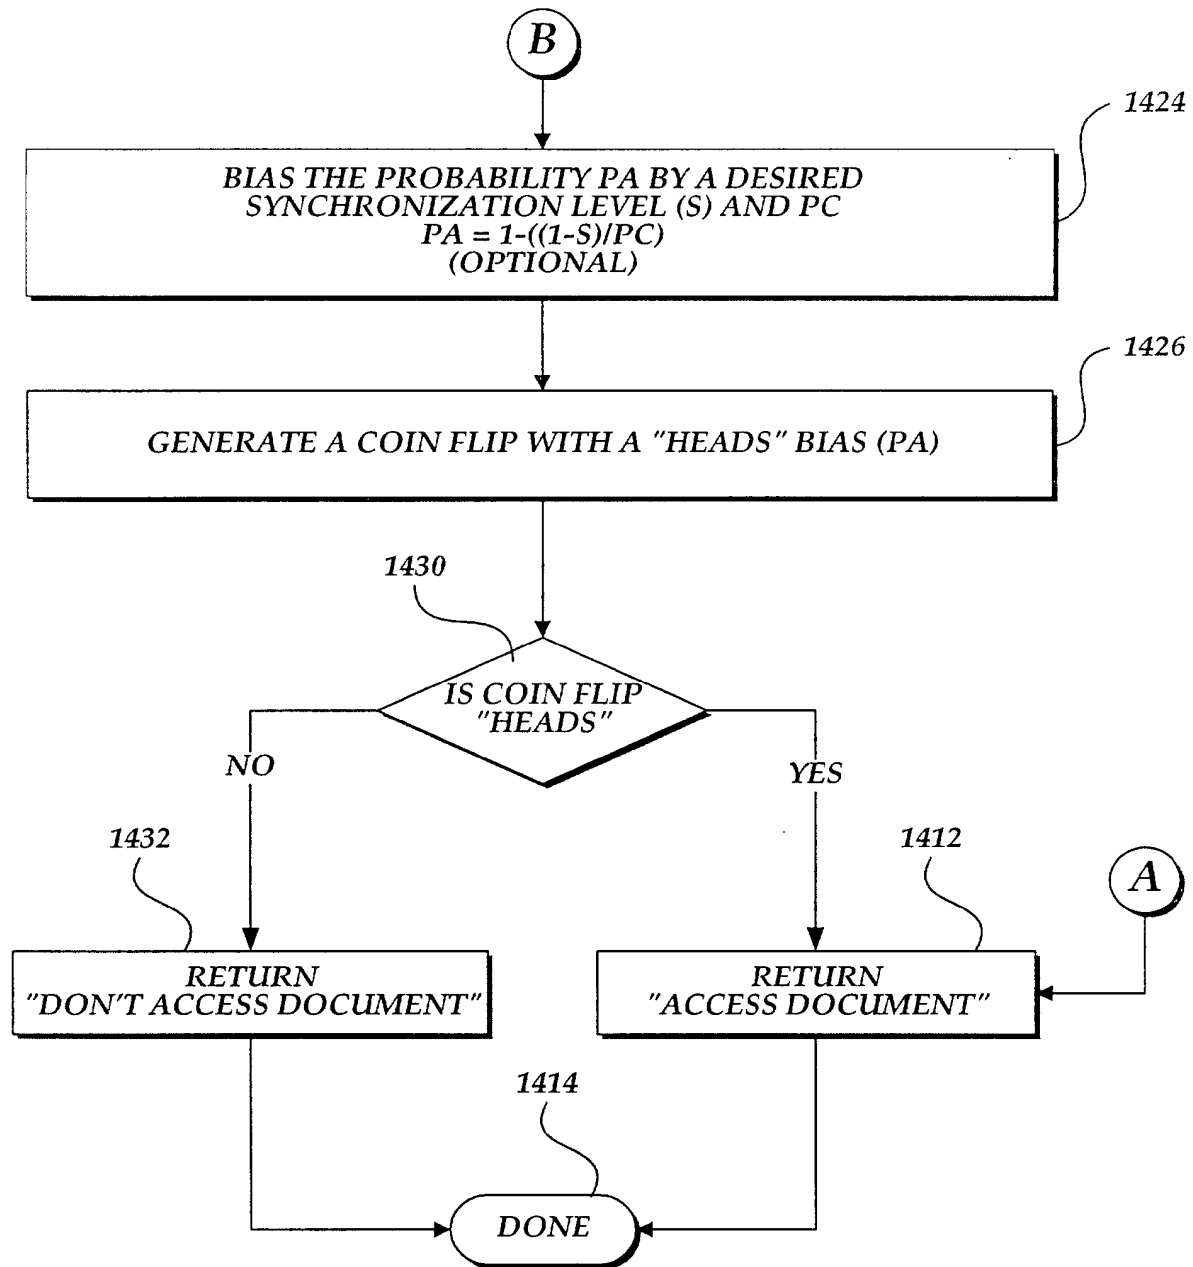 B
1424
BIAS THE PROBABILITY PA BY A DESIRED
SYNCHRONIZATION LEVEL (S) AND PC
PA = 1-((1-S)/PC)
(OPTIONAL)
1426
GENERATE A COIN FLIP WITH A "HEADS" BIAS (PA)
1430
IS COIN FLIP
"HEADS"
NO
YES
1432
1412
A
RETURN
"DON'T ACCESS DOCUMENT"
RETURN
"ACCESS DOCUMENT"
1414
DONE